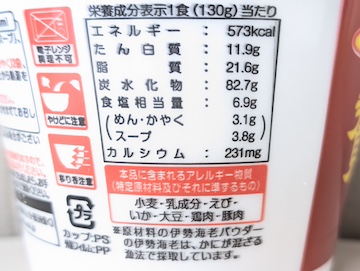 栄養成分表示1食(130g)当たり
エネルギー: 573kcal
たん白質: 11.9g
脂質: 21.6g
炭水化物: 82.7g
食塩相当量: 6.9g
(めん・かやく 3.1g)
(スープ 3.8g)
カルシウム: 231mg
本品に含まれるアレルギー物質
(特定原材料及びそれに準ずるもの)
小麦・乳成分・えび・
いか・大豆・鶏肉・豚肉
※原材料の伊勢海老パウダー
の伊勢海老は、かにが混ざる
漁法で採取しています。
電子レンジ
調理不可
やけどに注意
移り香注意
プラ
カップ:PS
:PP